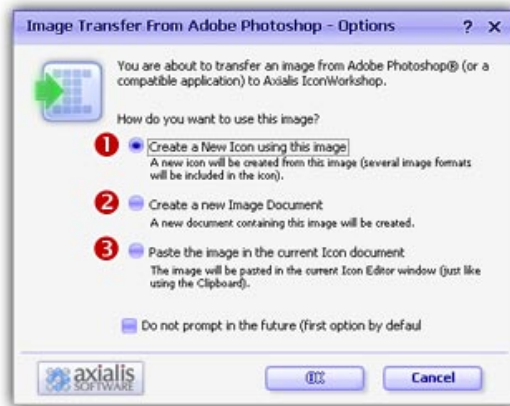 Image Transfer From Adobe Photoshop - Options ? X
You are about to transfer an image from Adobe Photoshop® (or a
compatible application) to Axialis IconWorkshop.
How do you want to use this image?
1 Create a New Icon using this image
A new icon will be created from this image (several image formats
will be included in the icon).
2 Create a new Image Document
A new document containing this image will be created.
3 Paste the image in the current Icon document
The image will be pasted in the current Icon Editor window (just like
using the Clipboard).
Do not prompt in the future (first option by defaul
axialis
SOFTWARE
OK Cancel